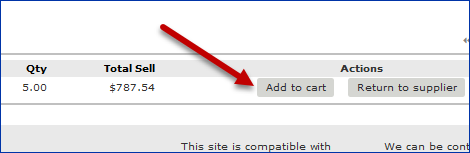 Qty Total Sell Actions
5.00 $787.54 Add to cart Return to supplier
This site is compatible with We can be cont